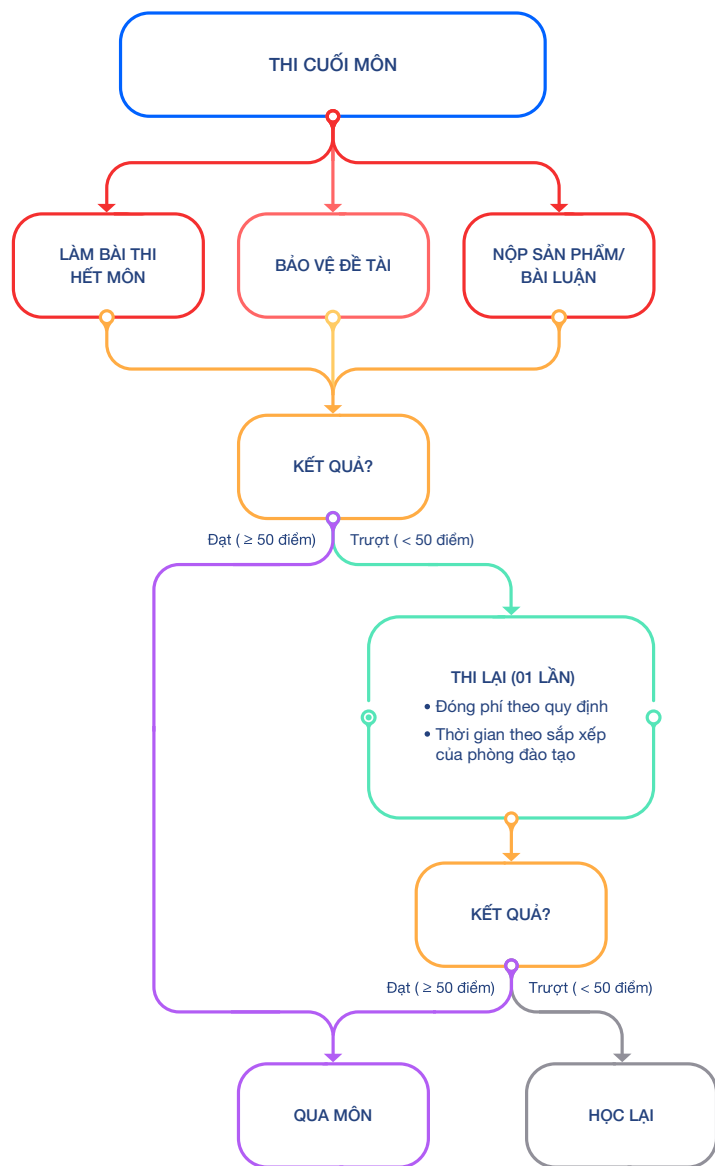 THI CUỐI MÔN
LÀM BÀI THI
HẾT MÔN
BẢO VỆ ĐỀ TÀI
NỘP SẢN PHẨM/
BÀI LUẬN
KẾT QUẢ?
Đạt ( ≥ 50 điểm)
Trượt ( < 50 điểm)
THI LẠI (01 LẦN)
• Đóng phí theo quy định
• Thời gian theo sắp xếp
của phòng đào tạo
KẾT QUẢ?
Đạt ( ≥ 50 điểm)
Trượt ( < 50 điểm)
QUA MÔN
HỌC LẠI